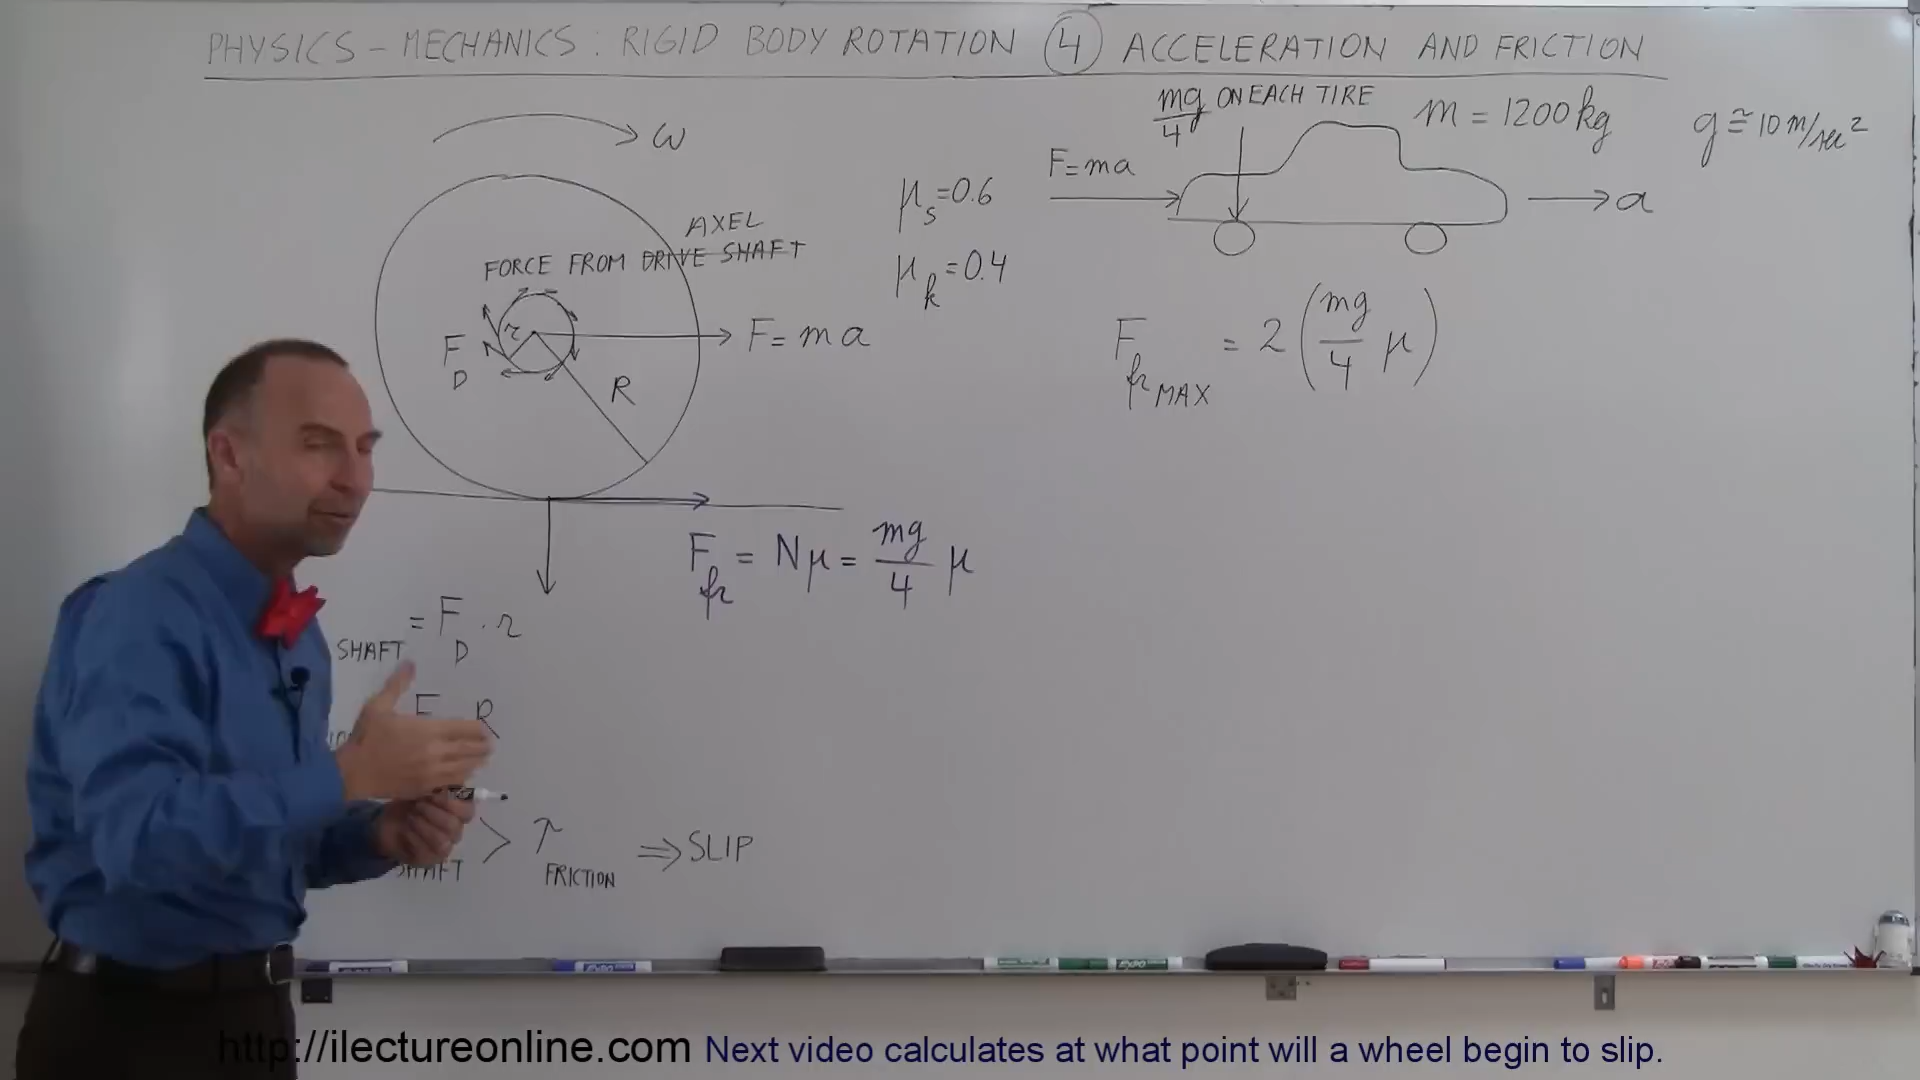 PHYSICS - MECHANICS: RIGID BODY ROTATION ④ ACCELERATION AND FRICTION
mg/4 ON EACH TIRE
m = 1200 kg
g ≅ 10 m/sec²
ω
F = ma
a
μs = 0.6
μk = 0.4
AXEL
FORCE FROM DRIVE SHAFT
r
F = ma
FD
R
Ffr MAX = 2 (mg/4 μ)
Ffr = Nμ = mg/4 μ
SHAFT = FD · r
R
SHAFT > τ FRICTION ⇒ SLIP
EXPO
http://ilectureonline.com Next video calculates at what point will a wheel begin to slip.